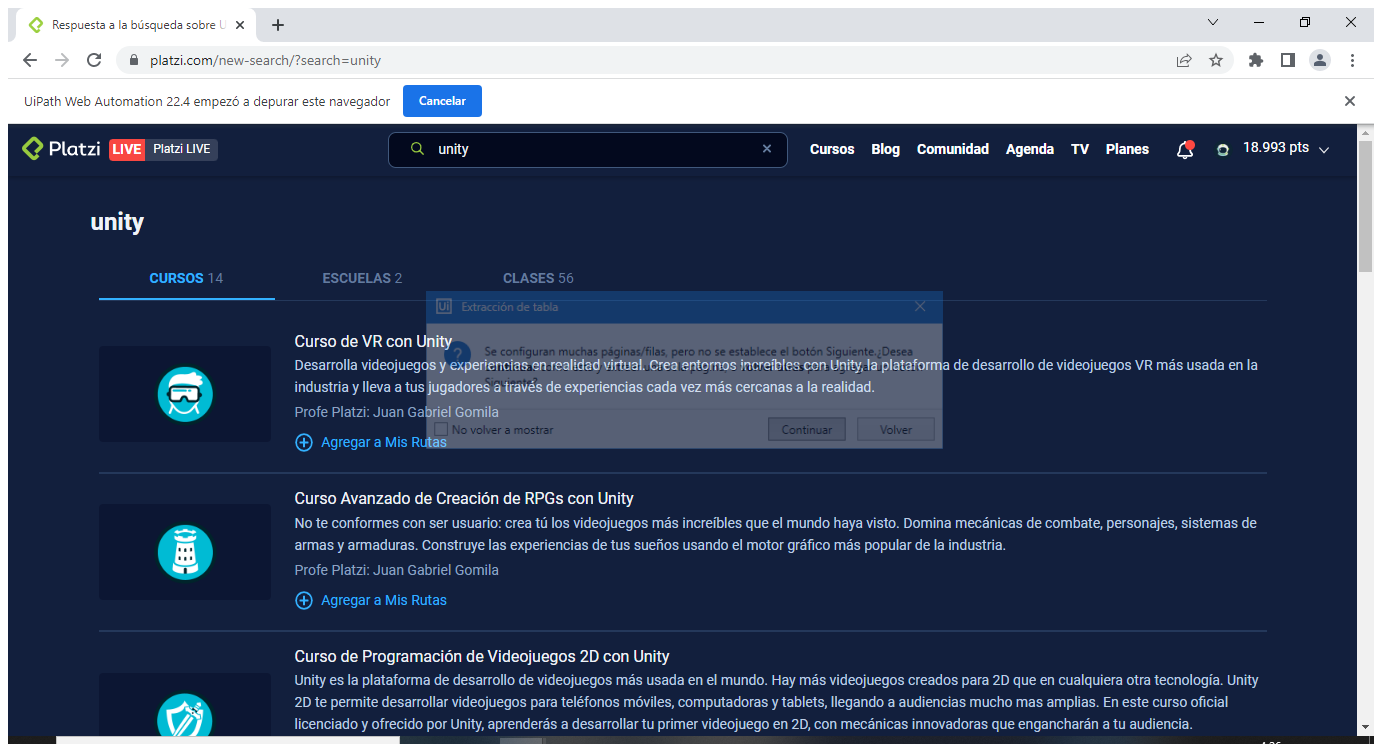 Respuesta a la búsqueda sobre U
platzi.com/new-search/?search=unity
UiPath Web Automation 22.4 empezó a depurar este navegador
Cancelar
Platzi
LIVE
Platzi LIVE
unity
Cursos
Blog
Comunidad
Agenda
TV
Planes
18.993 pts
unity
CURSOS 14
ESCUELAS 2
CLASES 56
Ui Extracción de tabla
Se configuran muchas páginas/filas, pero no se establece el botón Siguiente.¿Desea
Siguiente?
No volver a mostrar
Continuar
Volver
Curso de VR con Unity
Desarrolla videojuegos y experiencias en realidad virtual. Crea entornos increíbles con Unity, la plataforma de desarrollo de videojuegos VR más usada en la
industria y lleva a tus jugadores a través de experiencias cada vez más cercanas a la realidad.
Profe Platzi: Juan Gabriel Gomila
Agregar a Mis Rutas
Curso Avanzado de Creación de RPGs con Unity
No te conformes con ser usuario: crea tú los videojuegos más increíbles que el mundo haya visto. Domina mecánicas de combate, personajes, sistemas de
armas y armaduras. Construye las experiencias de tus sueños usando el motor gráfico más popular de la industria.
Profe Platzi: Juan Gabriel Gomila
Agregar a Mis Rutas
Curso de Programación de Videojuegos 2D con Unity
Unity es la plataforma de desarrollo de videojuegos más usada en el mundo. Hay más videojuegos creados para 2D que en cualquiera otra tecnología. Unity
2D te permite desarrollar videojuegos para teléfonos móviles, computadoras y tablets, llegando a audiencias mucho mas amplias. En este curso oficial
licenciado y ofrecido por Unity, aprenderás a desarrollar tu primer videojuego en 2D, con mecánicas innovadoras que engancharán a tu audiencia.